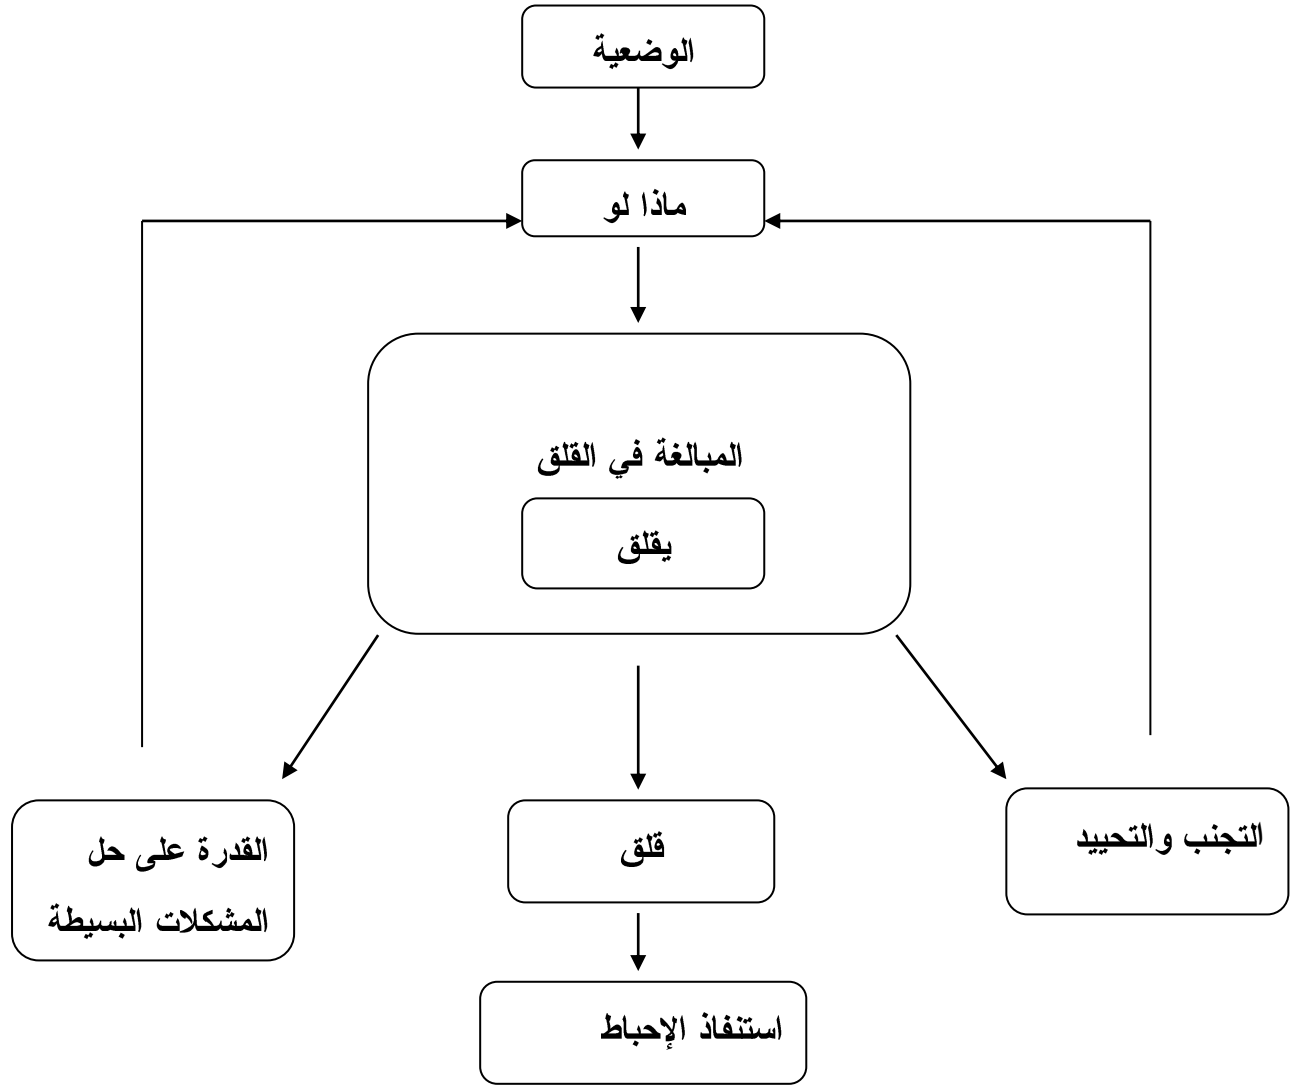 الوضعية
ماذا لو
المبالغة في القلق
يقلق
التجنب والتحييد
قلق
القدرة على حل
المشكلات البسيطة
استنفاذ الإحباط